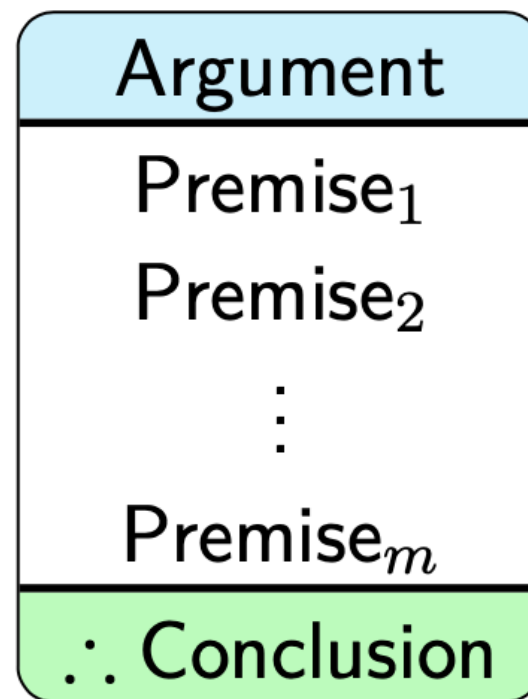 Argument
Premise₁
Premise₂
⋮
Premiseₘ
∴ Conclusion